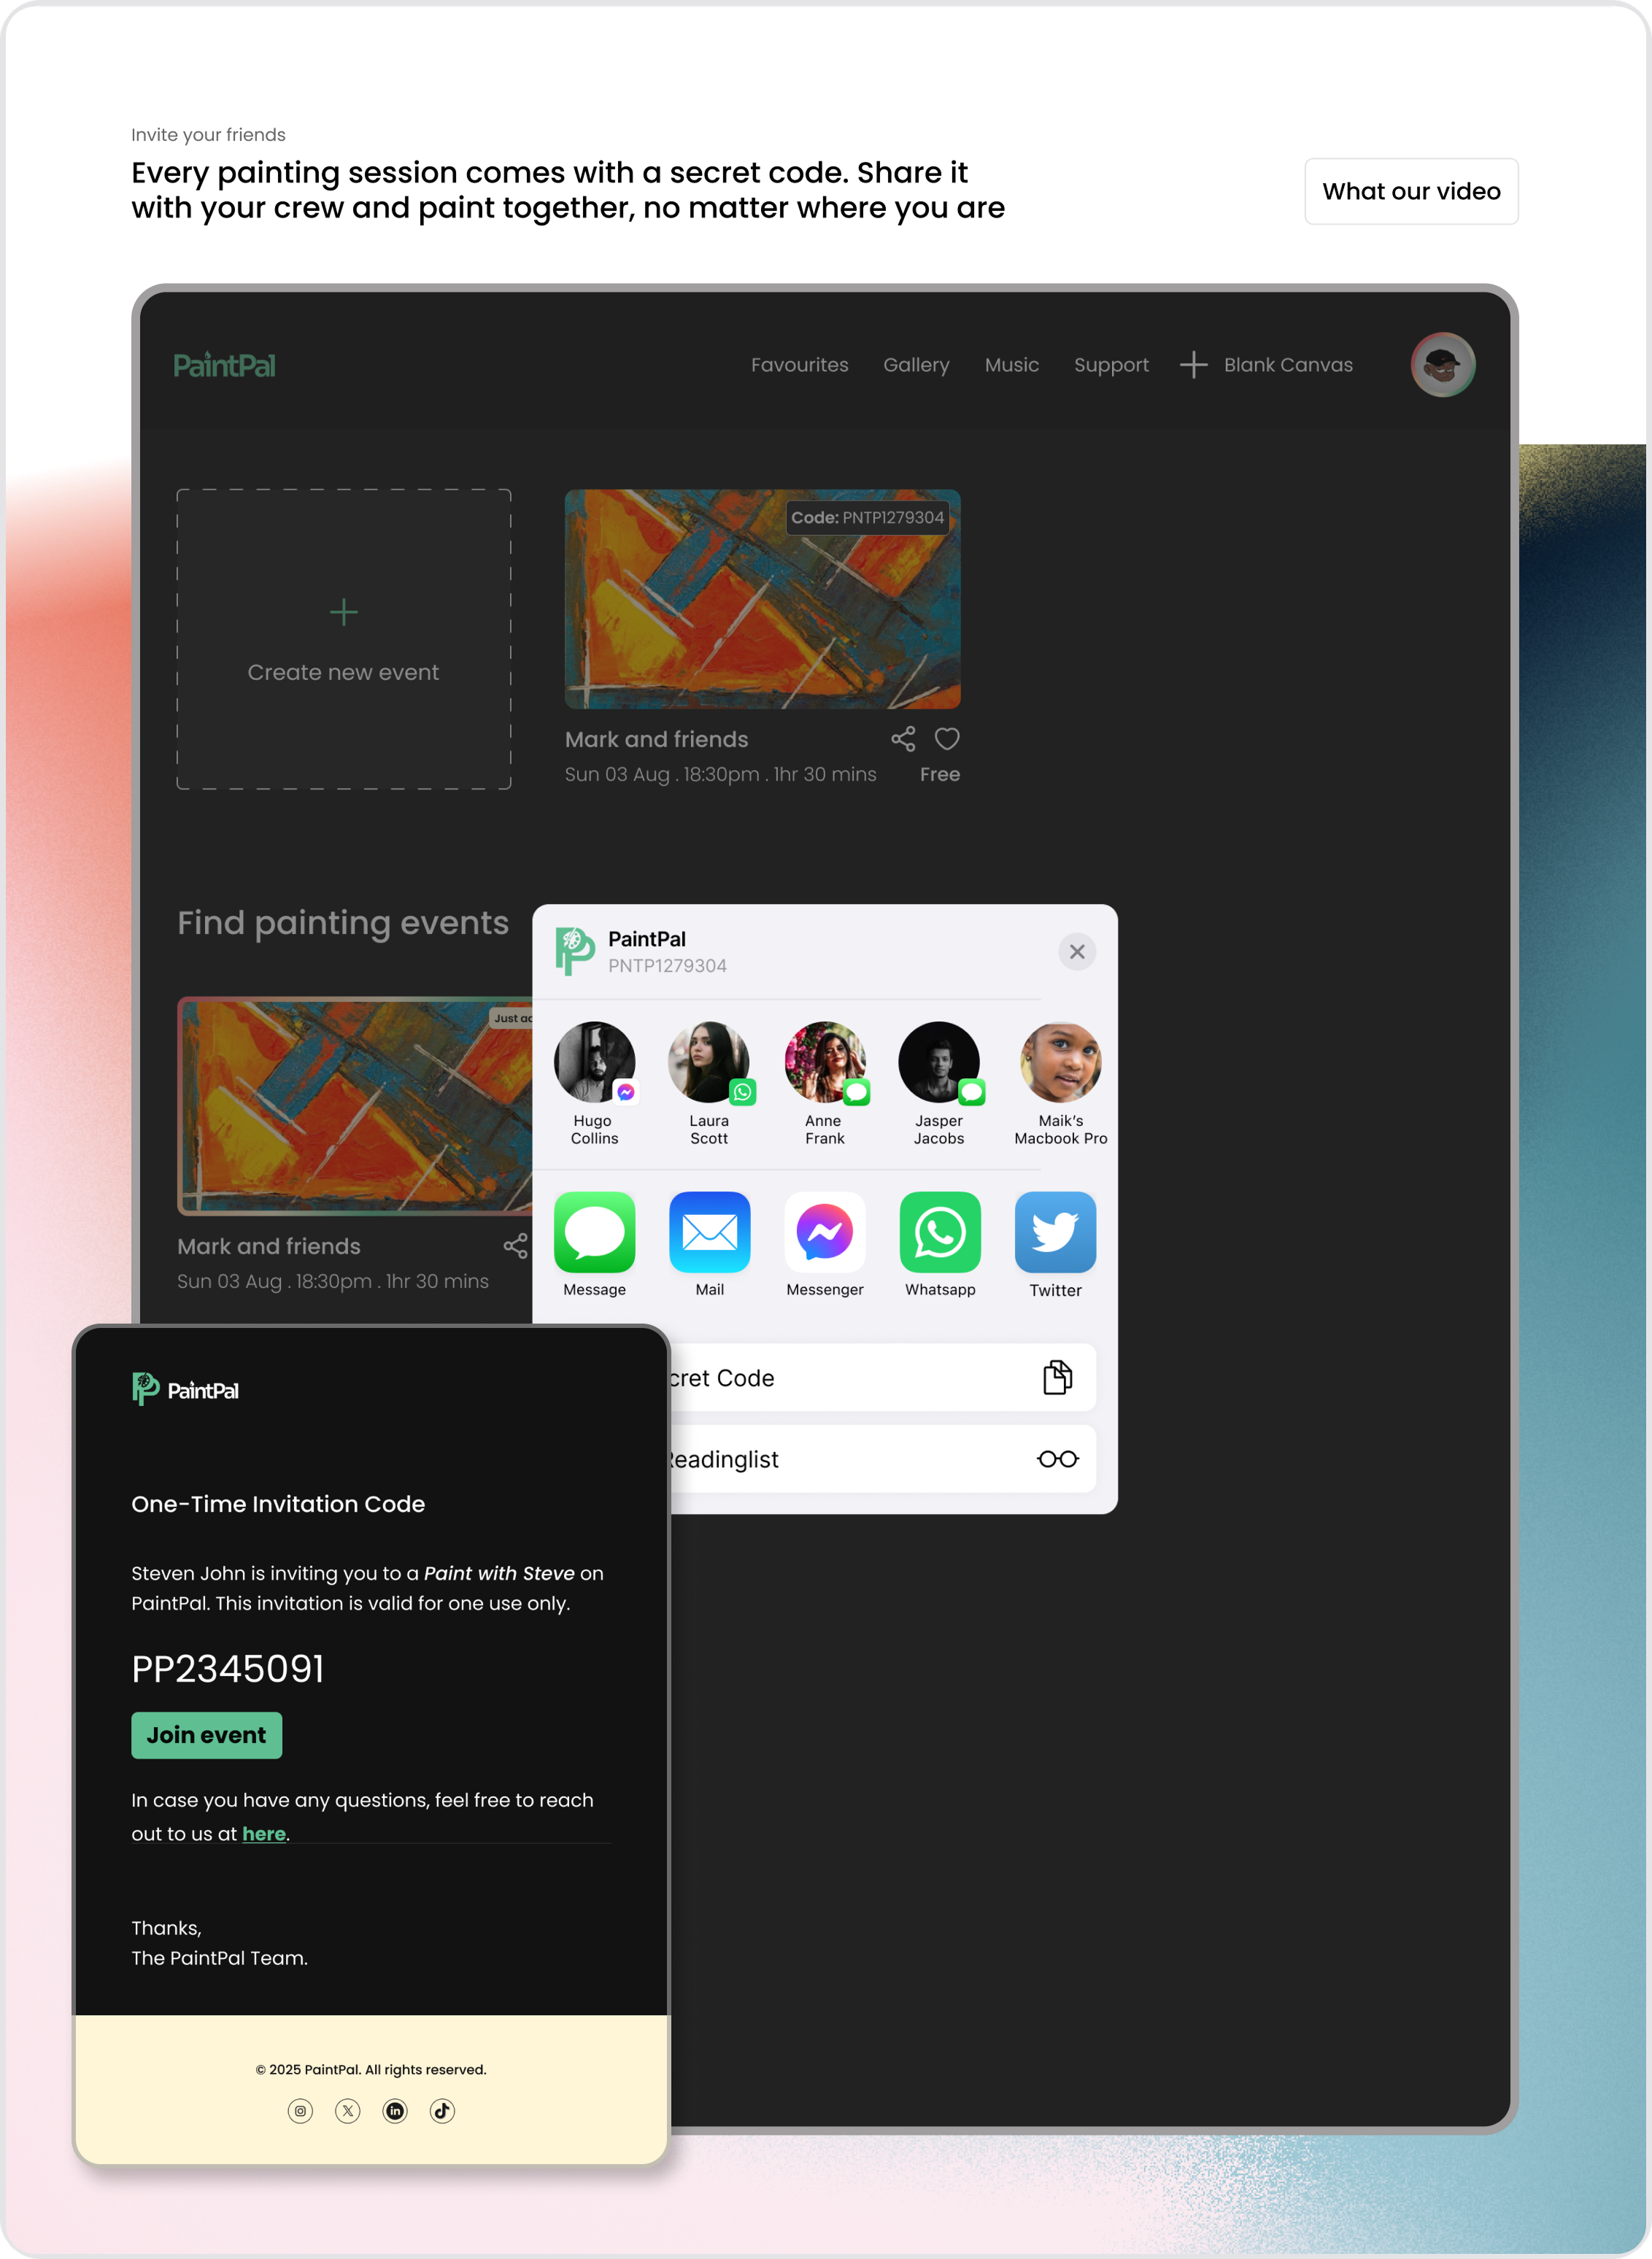 Invite your friends
Every painting session comes with a secret code. Share it
with your crew and paint together, no matter where you are
What our video
PaintPal
Favourites
Gallery
Music
Support
Blank Canvas
Create new event
Code: PNTP1279304
Mark and friends
Sun 03 Aug . 18:30pm . 1hr 30 mins
Free
Find painting events
Just
Mark and friends
Sun 03 Aug . 18:30pm . 1hr 30 mins
PaintPal
PNTP1279304
Hugo
Collins
Laura
Scott
Anne
Frank
Jasper
Jacobs
Maik's
Macbook Pro
Message
Mail
Messenger
Whatsapp
Twitter
cret Code
Readinglist
PaintPal
One-Time Invitation Code
Steven John is inviting you to a Paint with Steve on
PaintPal. This invitation is valid for one use only.
PP2345091
Join event
In case you have any questions, feel free to reach
out to us at here.
Thanks,
The PaintPal Team.
© 2025 PaintPal. All rights reserved.